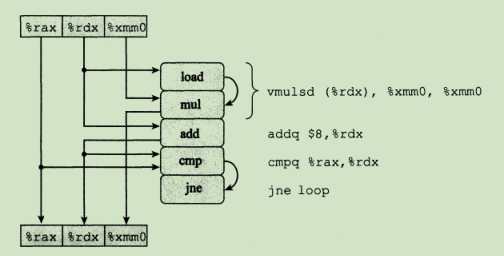 %rax %rdx %xmm0
load
mul
vmulsd (%rdx), %xmm0, %xmm0
add
addq $8,%rdx
cmp
cmpq %rax,%rdx
jne
jne loop
%rax %rdx %xmm0